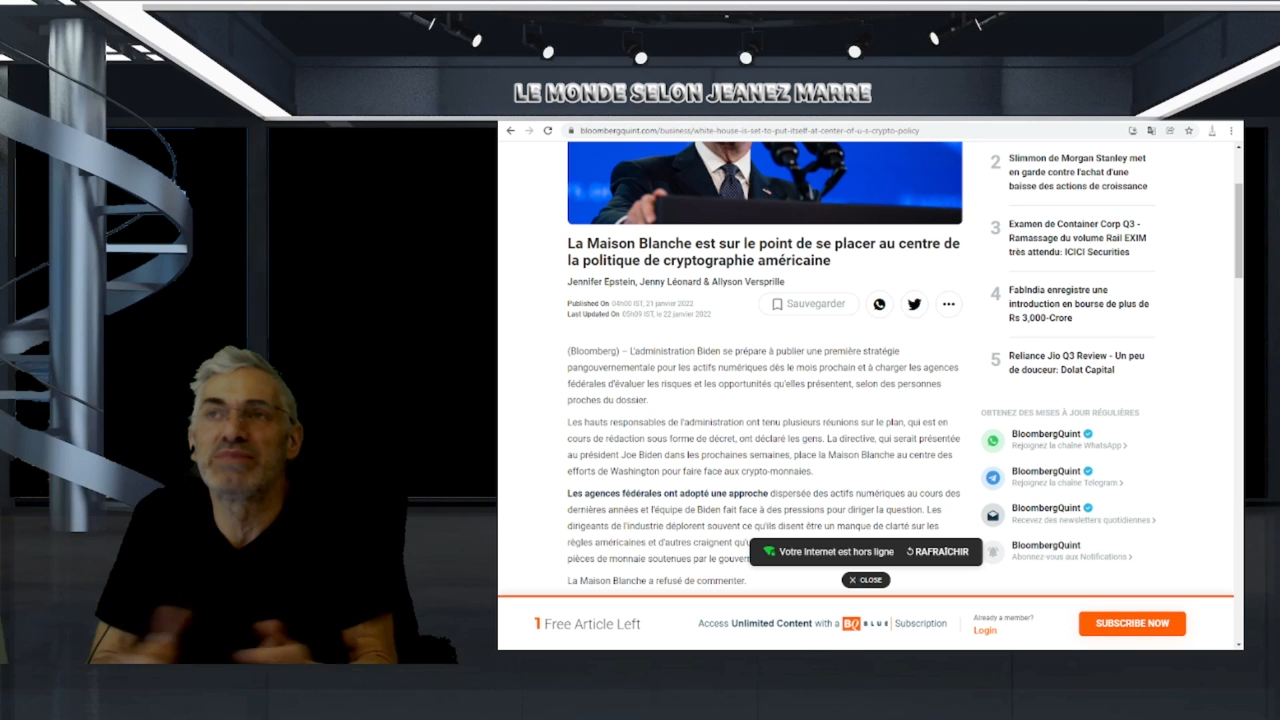 LE MONDE SELON JEANEZ MARRE
bloombergquint.com/business/white-house-is-set-to-put-itself-at-center-of-u-s-crypto-policy
La Maison Blanche est sur le point de se placer au centre de
la politique de cryptographie américaine
Jennifer Epstein, Jenny Léonard & Allyson Versprille
Published On 04h00 IST, 21 janvier 2022
Last Updated On 05h09 IST, le 22 janvier 2022
Sauvegarder
(Bloomberg) – L'administration Biden se prépare à publier une première stratégie
pangouvernementale pour les actifs numériques dès le mois prochain et à charger les agences
fédérales d'évaluer les risques et les opportunités qu'elles présentent, selon des personnes
proches du dossier.
Les hauts responsables de l'administration ont tenu plusieurs réunions sur le plan, qui est en
cours de rédaction sous forme de décret, ont déclaré les gens. La directive, qui serait présentée
au président Joe Biden dans les prochaines semaines, place la Maison Blanche au centre des
efforts de Washington pour faire face aux crypto-monnaies.
Les agences fédérales ont adopté une approche dispersée des actifs numériques au cours des
dernières années et l'équipe de Biden fait face à des pressions pour diriger la question. Les
dirigeants de l'industrie déplorent souvent ce qu'ils disent être un manque de clarté sur les
règles américaines et d'autres craignent
pièces de monnaie soutenues par le
La Maison Blanche a refusé de commenter.
2 Slimmon de Morgan Stanley met
en garde contre l'achat d'une
baisse des actions de croissance
3 Examen de Container Corp Q3 -
Ramassage du volume Rail EXIM
très attendu: ICICI Securities
4 FabIndia enregistre une
introduction en bourse de plus de
Rs 3,000-Crore
5 Reliance Jio Q3 Review - Un peu
de douceur: Dolat Capital
OBTENEZ DES MISES À JOUR RÉGULIÈRES
BloombergQuint
Rejoignez la chaîne WhatsApp >
BloombergQuint
Rejoignez la chaîne Telegram >
BloombergQuint
Recevez des newsletters quotidiennes >
BloombergQuint
Abonnez-vous aux Notifications >
Votre Internet est hors ligne RAFRAÎCHIR
X CLOSE
1 Free Article Left
Access Unlimited Content with a BQ BLUE Subscription
Already a member?
Login
SUBSCRIBE NOW